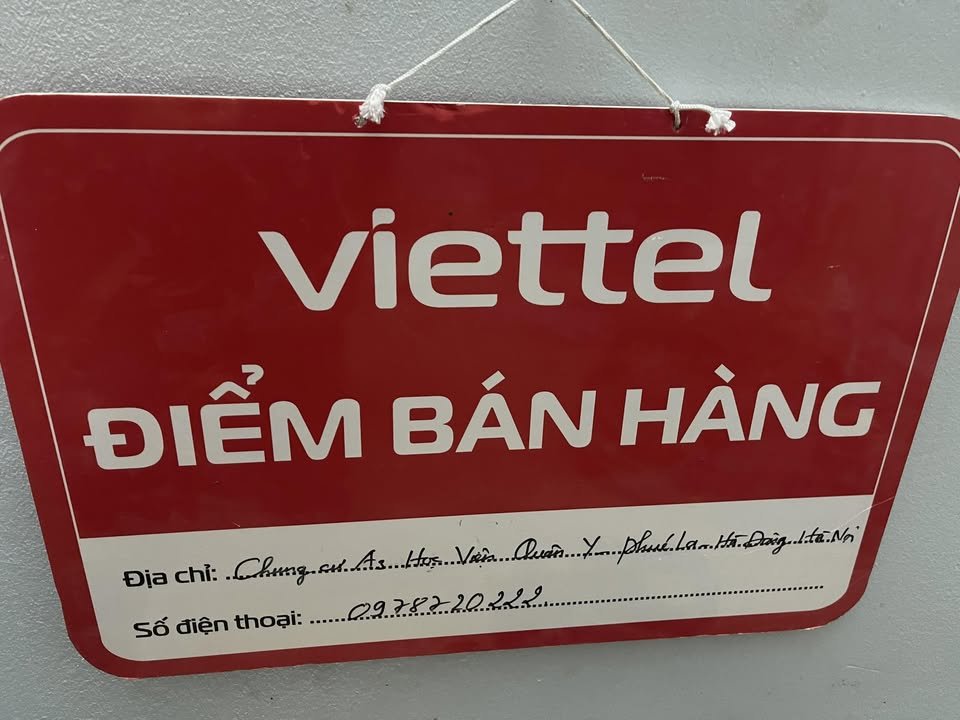 viettel
ĐIỂM BÁN HÀNG
Địa chỉ: Chung cư A3 Học Viện Quân Y Phúc La Hà Đông Hà Nội
Số điện thoại: 0978720222